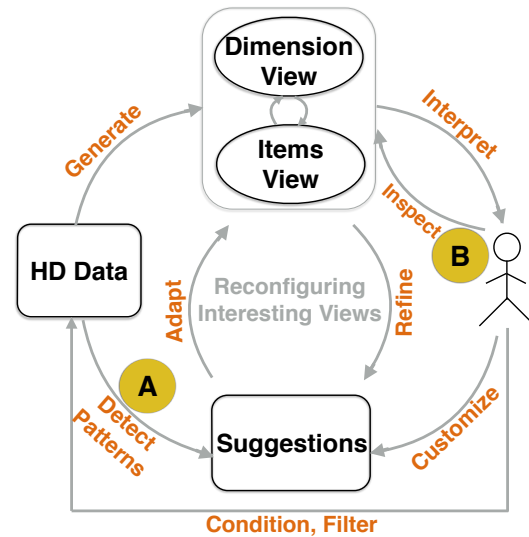 Dimension
View
Items
View
Generate
Interpret
Inspect
B
HD Data
Adapt
Reconfiguring
Interesting Views
Refine
A
Detect
Patterns
Suggestions
Customize
Condition, Filter